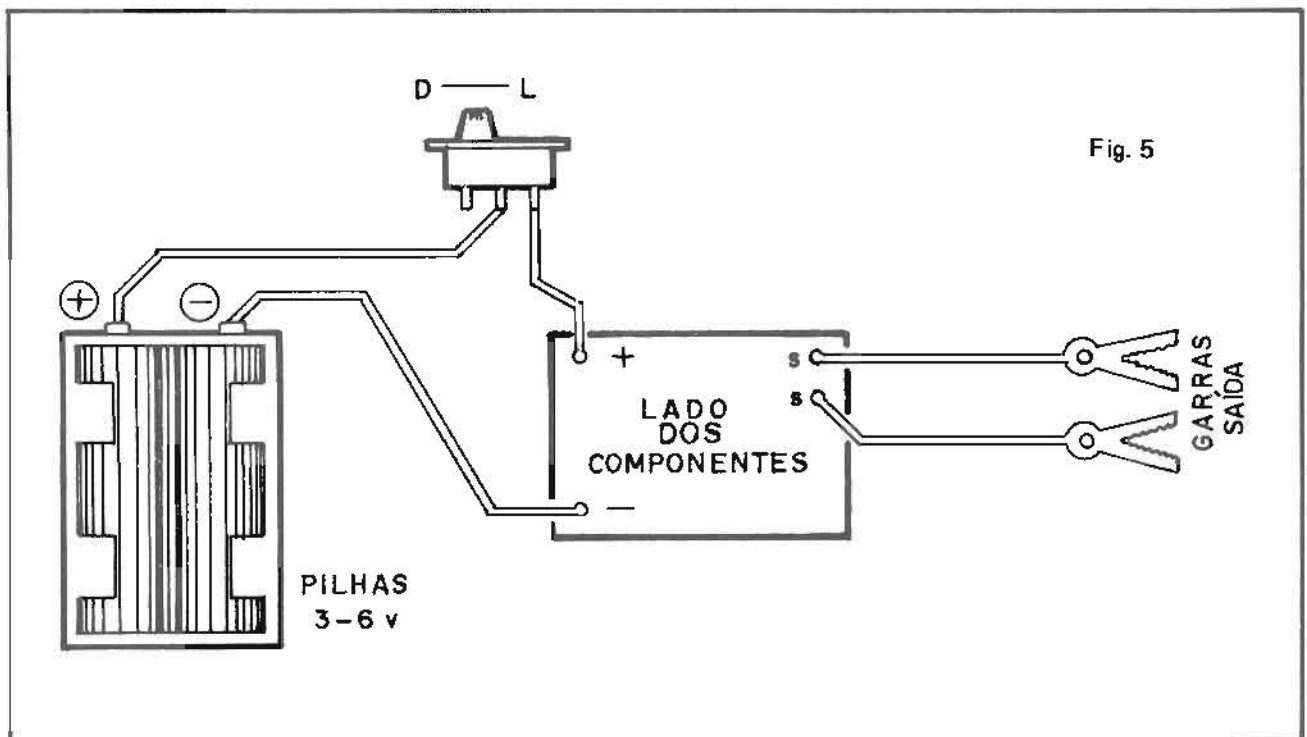 D — L
Fig. 5
+ −
+ s
s
LADO
DOS
COMPONENTES
−
GARRAS
SAÍDA
PILHAS
3-6 v